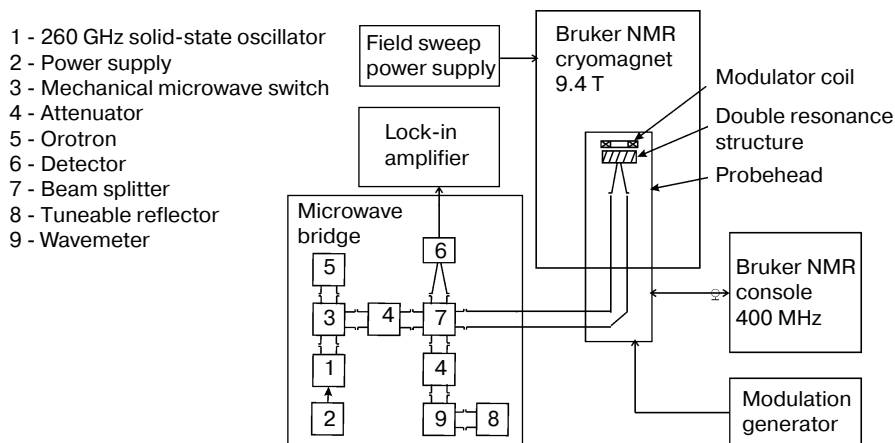 1 - 260 GHz solid-state oscillator
2 - Power supply
3 - Mechanical microwave switch
4 - Attenuator
5 - Orotron
6 - Detector
7 - Beam splitter
8 - Tuneable reflector
9 - Wavemeter
Field sweep
power supply
Bruker NMR
cryomagnet
9.4 T
Modulator coil
Double resonance
structure
Probehead
Lock-in
amplifier
Microwave
bridge
6
5
3
4
7
1
4
2
9
8
Bruker NMR
console
400 MHz
Modulation
generator